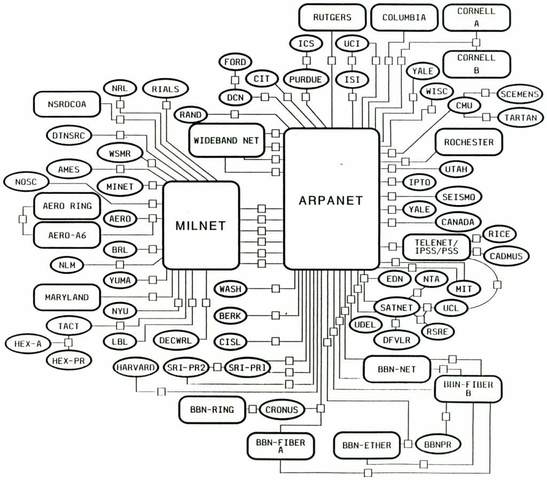 RUTGERS
COLUMBIA
CORNELL
A
ICS
UCI
CORNELL
B
FORD
NRL
RIALS
CIT
PURDUE
ISI
YALE
WISC
SCEMENS
NSRDCOA
DCN
CMU
TARTAN
RAND
DINSRC
WIDEBAND NET
ROCHESTER
WSMR
AMES
UTAH
NOSC
MINET
IPTO
ARPANET
SEISMO
AERO RING
AERO
MILNET
YALE
CANADA
AERO-A6
RICE
BRL
TELENET/
IPSS/PSS
CADMUS
NLM
YUMA
EDN
NTA
MIT
WASH
MARYLAND
SATNET
UCL
NYU
BERK
TACT
UDEL
RSRE
HEX-A
LBL
DECWRL
CISL
DFVLR
HEX-PR
HARVARD
SRI-PR2
SRI-PR1
BBN-NET
BBN-FIBER
B
BBN-RING
CRONUS
BBN-FIBER
A
BBN-ETHER
BBNPR